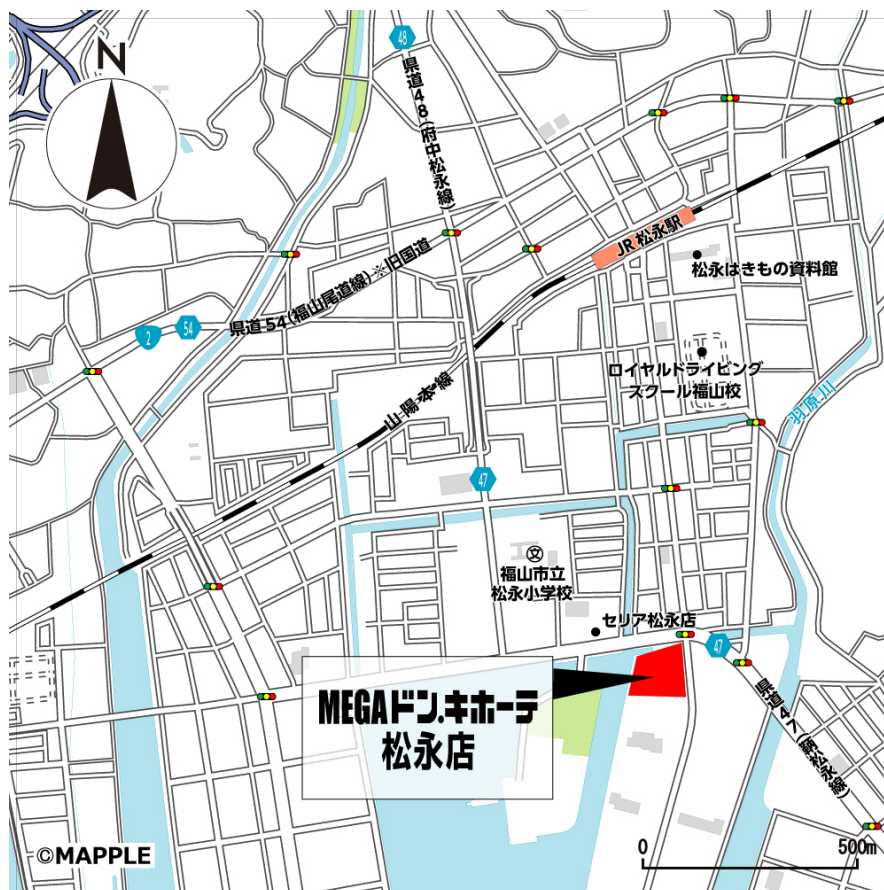 N
48
県道48(府中松永線)
JR 松永駅
松永はきもの資料館
県道 54(福山尾道線)※旧国道
2
54
ロイヤルドライビング
スクール福山校
羽原川
山陽本線
47
文
福山市立
松永小学校
セリア松永店
47
MEGAドン.キホーテ
松永店
県道47(鞆松永線)
©MAPPLE
0
500m